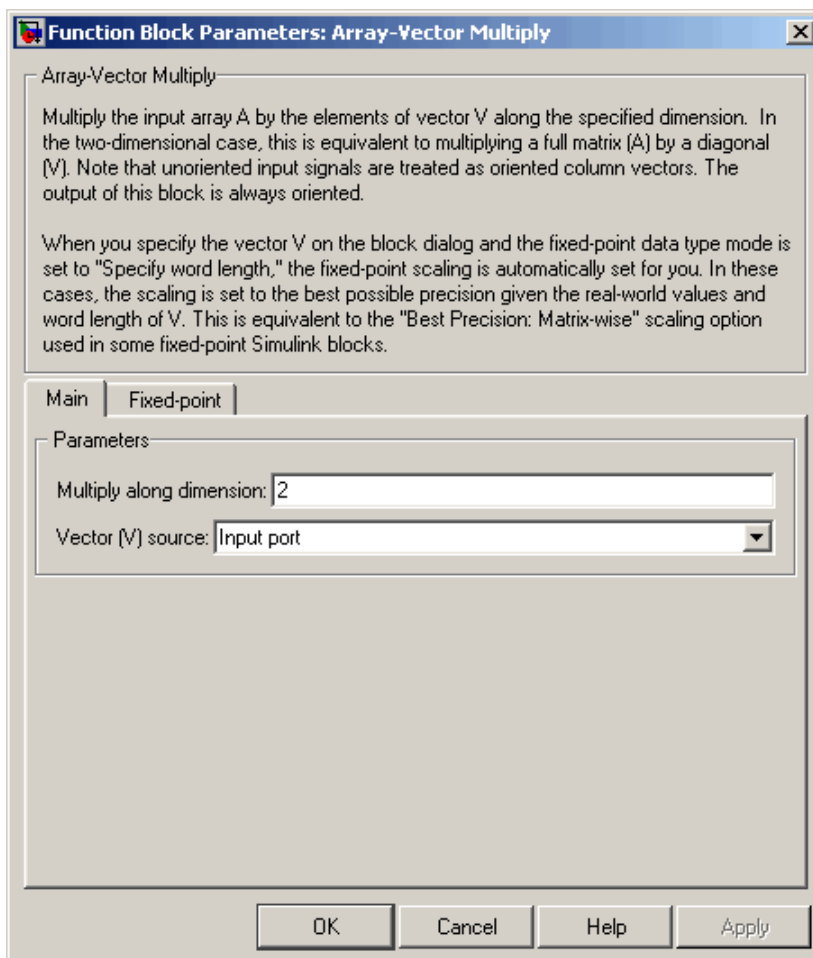 Function Block Parameters: Array-Vector Multiply
Array-Vector Multiply
Multiply the input array A by the elements of vector V along the specified dimension.  In
the two-dimensional case, this is equivalent to multiplying a full matrix (A) by a diagonal
(V). Note that unoriented input signals are treated as oriented column vectors. The
output of this block is always oriented.
When you specify the vector V on the block dialog and the fixed-point data type mode is
set to "Specify word length," the fixed-point scaling is automatically set for you. In these
cases, the scaling is set to the best possible precision given the real-world values and
word length of V. This is equivalent to the "Best Precision: Matrix-wise" scaling option
used in some fixed-point Simulink blocks.
Main Fixed-point
Parameters
Multiply along dimension: 2
Vector (V) source: Input port
OK Cancel Help Apply